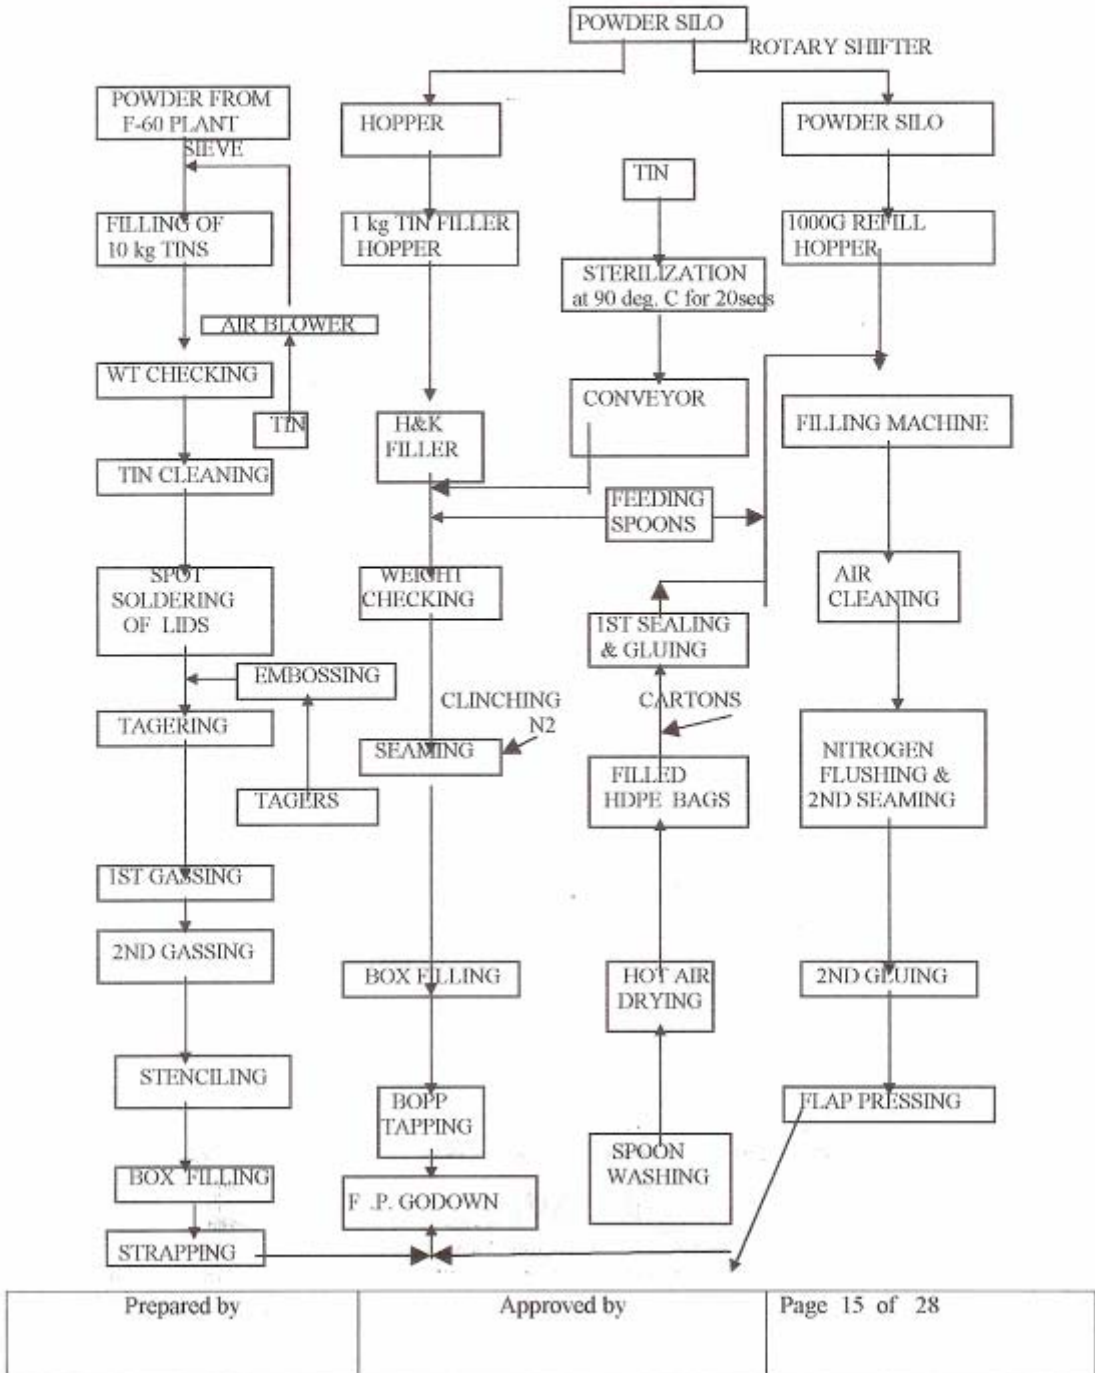 POWDER SILO
ROTARY SHIFTER
POWDER FROM
F-60 PLANT
SIEVE
FILLING OF
10 kg TINS
AIR BLOWER
WT CHECKING
TIN
TIN CLEANING
SPOT
SOLDERING
OF LIDS
EMBOSSING
TAGERING
TAGERS
1ST GASSING
2ND GASSING
STENCILING
BOX FILLING
STRAPPING
HOPPER
1 kg TIN FILLER
HOPPER
H&K
FILLER
WEIGHT
CHECKING
CLINCHING
N2
SEAMING
BOX FILLING
BOPP
TAPPING
F .P. GODOWN
TIN
STERILIZATION
at 90 deg. C for 20secs
CONVEYOR
FEEDING
SPOONS
1ST SEALING
& GLUING
CARTONS
FILLED
HDPE BAGS
HOT AIR
DRYING
SPOON
WASHING
POWDER SILO
1000G REFILL
HOPPER
FILLING MACHINE
AIR
CLEANING
NITROGEN
FLUSHING &
2ND SEAMING
2ND GLUING
FLAP PRESSING
Prepared by
Approved by
Page 15 of 28